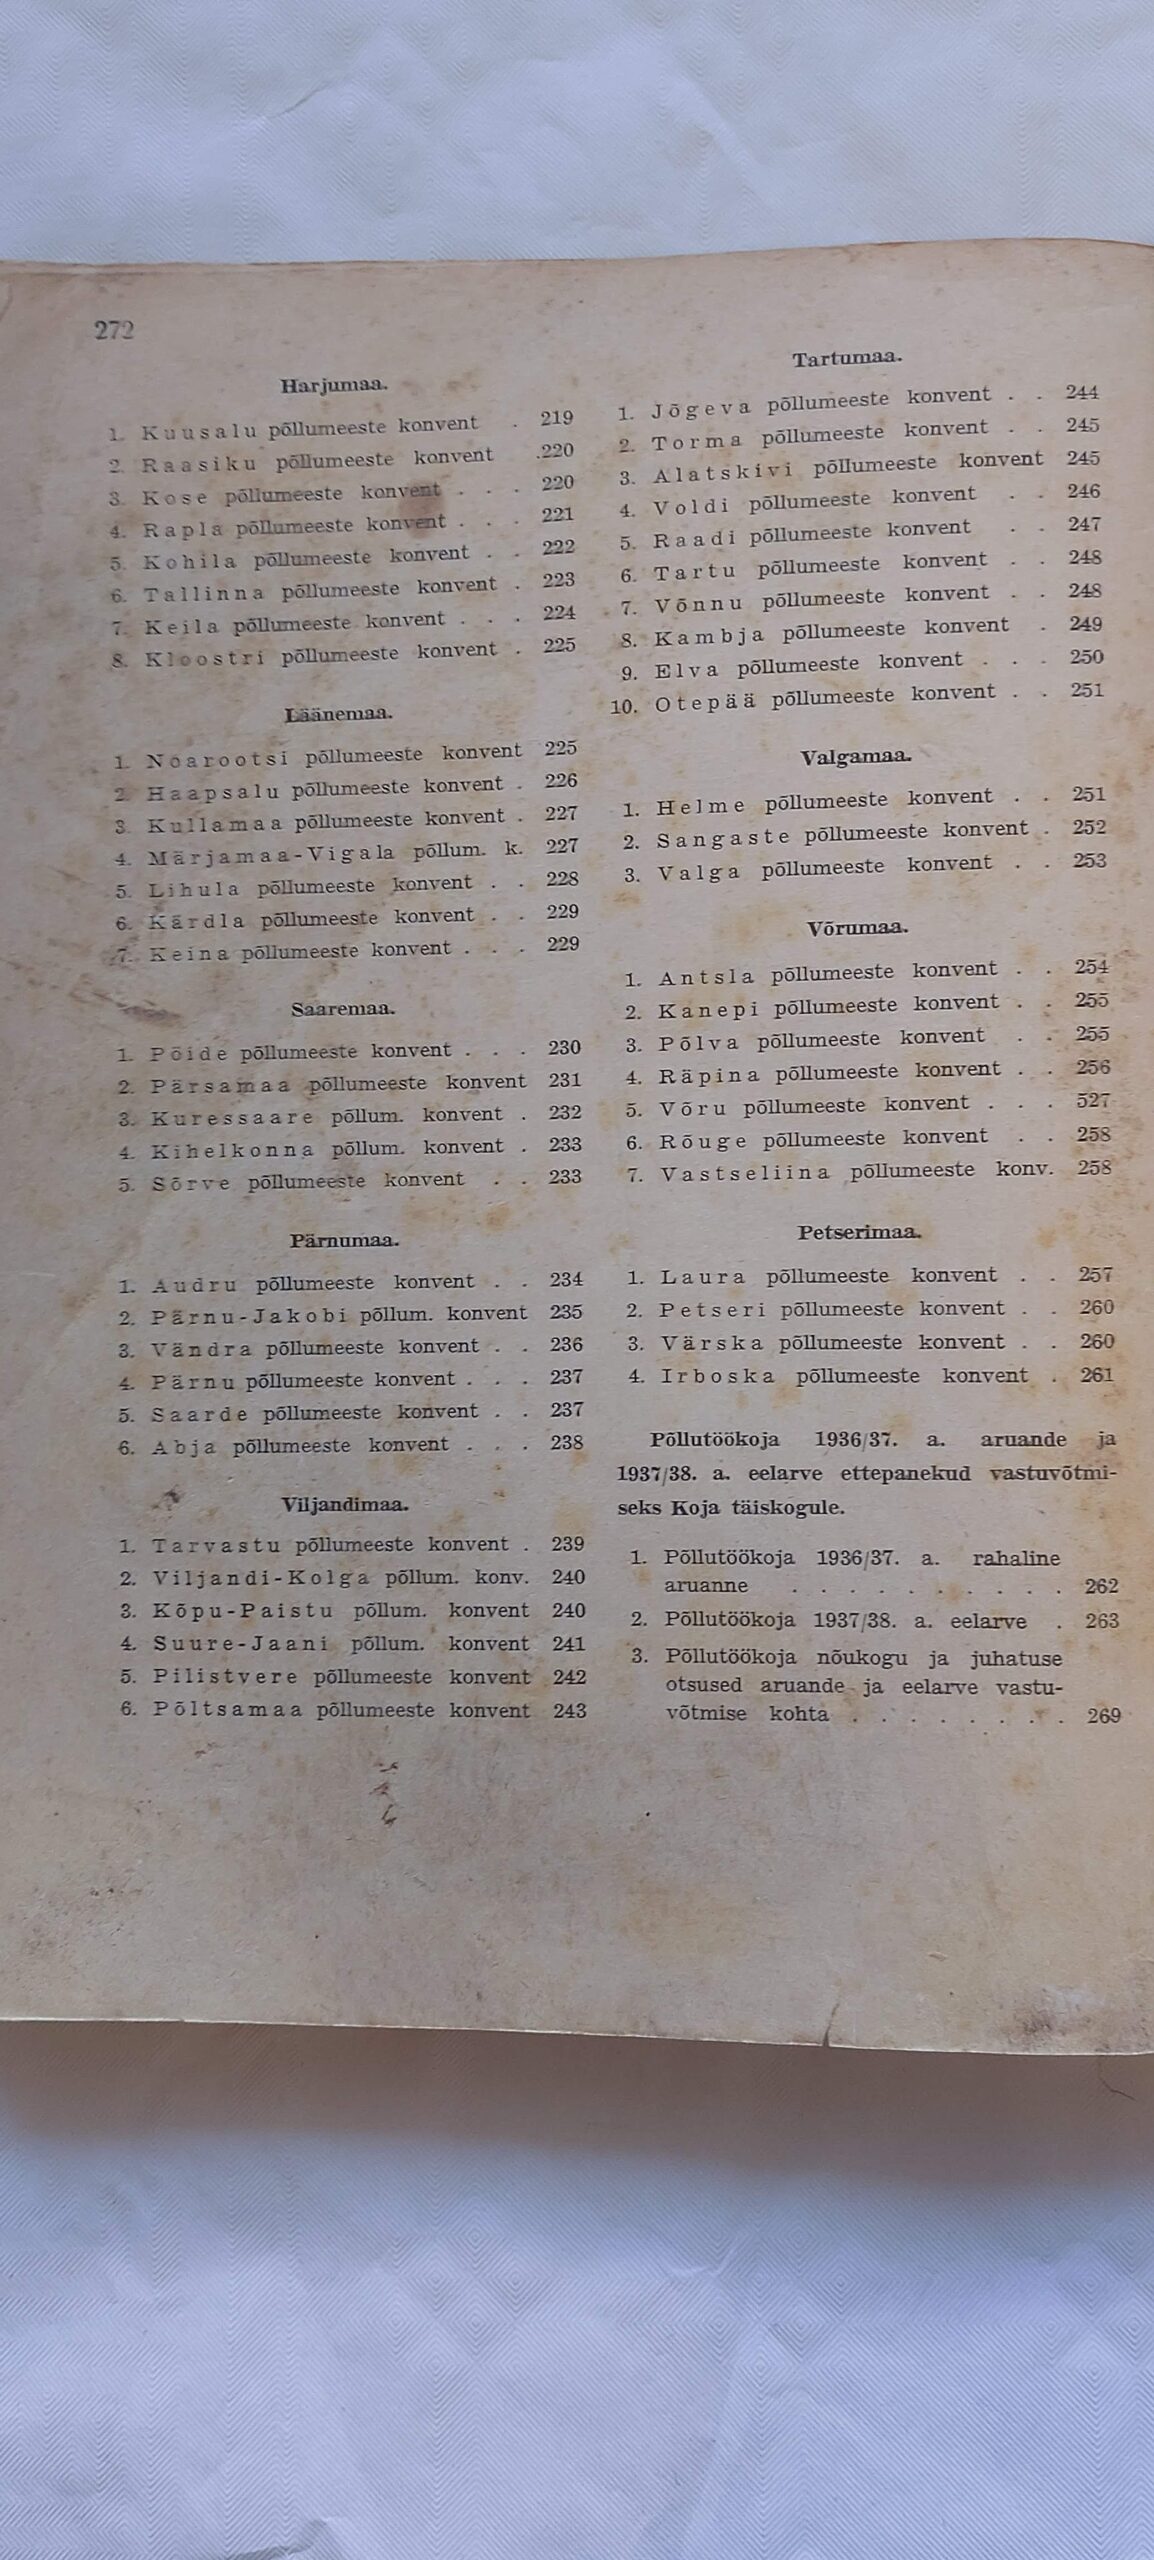 272
Harjumaa.
1. Kuusalu põllumeeste konvent . 219
2. Raasiku põllumeeste konvent . 220
3. Kose põllumeeste konvent . . . 220
4. Rapla põllumeeste konvent . . . 221
5. Kohila põllumeeste konvent . . 222
6. Tallinna põllumeeste konvent . 223
7. Keila põllumeeste konvent . . . 224
8. Kloostri põllumeeste konvent . 225
Läänemaa.
1. Noarootsi põllumeeste konvent 225
2. Haapsalu põllumeeste konvent . 226
3. Kullamaa põllumeeste konvent . 227
4. Märjamaa-Vigala põllum. k. 227
5. Lihula põllumeeste konvent . . 228
6. Kärdla põllumeeste konvent . . 229
7. Keina põllumeeste konvent . . . 229
Saaremaa.
1. Pöide põllumeeste konvent . . . 230
2. Pärsamaa põllumeeste konvent 231
3. Kuressaare põllum. konvent . 232
4. Kihelkonna põllum. konvent . 233
5. Sõrve põllumeeste konvent . . 233
Pärnumaa.
1. Audru põllumeeste konvent . . 234
2. Pärnu-Jakobi põllum. konvent 235
3. Vändra põllumeeste konvent . . 236
4. Pärnu põllumeeste konvent . . . 237
5. Saarde põllumeeste konvent . . 237
6. Abja põllumeeste konvent . . . 238
Viljandimaa.
1. Tarvastu põllumeeste konvent . 239
2. Viljandi-Kolga põllum. konv. 240
3. Kõpu-Paistu põllum. konvent 240
4. Suure-Jaani põllum. konvent 241
5. Pilistvere põllumeeste konvent 242
6. Põltsamaa põllumeeste konvent 243
Tartumaa.
1. Jõgeva põllumeeste konvent . . 244
2. Torma põllumeeste konvent . . 245
3. Alatskivi põllumeeste konvent 245
4. Voldi põllumeeste konvent . . 246
5. Raadi põllumeeste konvent . . 247
6. Tartu põllumeeste konvent . . 248
7. Võnnu põllumeeste konvent . . 248
8. Kambja põllumeeste konvent . 249
9. Elva põllumeeste konvent . . . 250
10. Otepää põllumeeste konvent . . 251
Valgamaa.
1. Helme põllumeeste konvent . . 251
2. Sangaste põllumeeste konvent . 252
3. Valga põllumeeste konvent . . 253
Võrumaa.
1. Antsla põllumeeste konvent . . 254
2. Kanepi põllumeeste konvent . . 255
3. Põlva põllumeeste konvent . . 255
4. Räpina põllumeeste konvent . . 256
5. Võru põllumeeste konvent . . . 527
6. Rõuge põllumeeste konvent . . 258
7. Vastseliina põllumeeste konv. 258
Petserimaa.
1. Laura põllumeeste konvent . . 257
2. Petseri põllumeeste konvent . . 260
3. Värska põllumeeste konvent . . 260
4. Irboska põllumeeste konvent . 261
Põllutöökoja 1936/37. a. aruande ja
1937/38. a. eelarve ettepanekud vastuvõtmi-
seks Koja täiskogule.
1. Põllutöökoja 1936/37. a. rahaline
aruanne . . . . . . . . . . 262
2. Põllutöökoja 1937/38. a. eelarve . 263
3. Põllutöökoja nõukogu ja juhatuse
otsused aruande ja eelarve vastu-
võtmise kohta . . . . . . . . 269